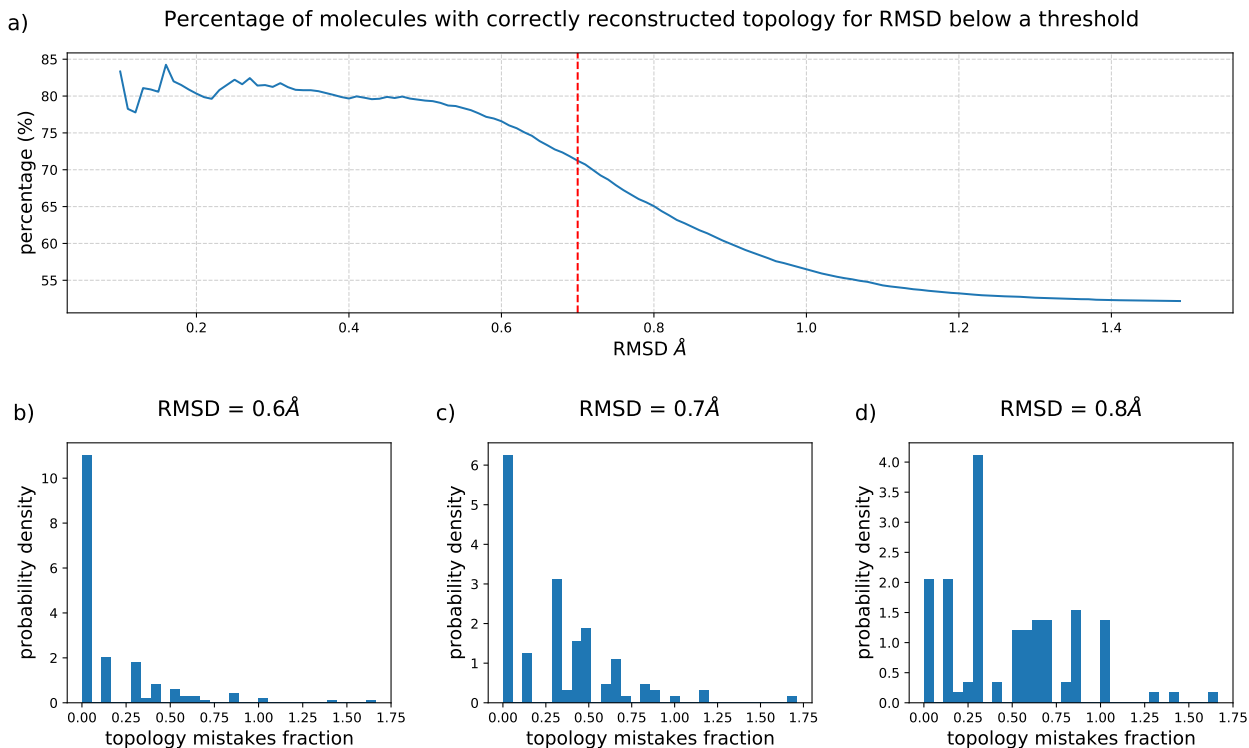 a)
Percentage of molecules with correctly reconstructed topology for RMSD below a threshold
percentage (%)
85
80
75
70
65
60
55
0.2 0.4 0.6 0.8 1.0 1.2 1.4
RMSD Å
b)
RMSD = 0.6Å
probability density
10
8
6
4
2
0
0.00 0.25 0.50 0.75 1.00 1.25 1.50 1.75
topology mistakes fraction
c)
RMSD = 0.7Å
probability density
6
5
4
3
2
1
0
0.00 0.25 0.50 0.75 1.00 1.25 1.50 1.75
topology mistakes fraction
d)
RMSD = 0.8Å
probability density
4.0
3.5
3.0
2.5
2.0
1.5
1.0
0.5
0.0
0.00 0.25 0.50 0.75 1.00 1.25 1.50 1.75
topology mistakes fraction